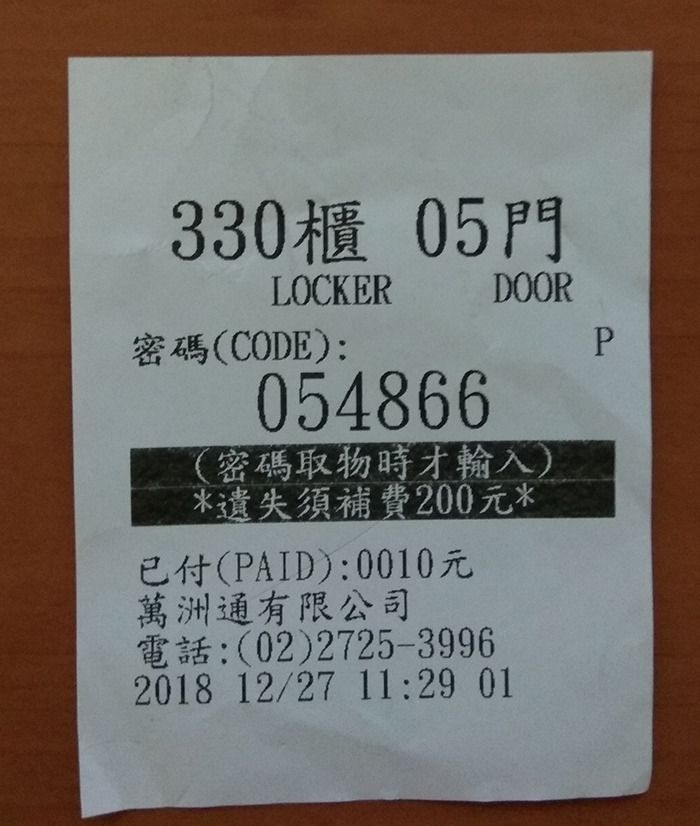 330櫃 05門
LOCKER DOOR
密碼(CODE): P
054866
(密碼取物時才輸入)
*遺失須補費200元*
已付(PAID):0010元
萬洲通有限公司
電話:(02)2725-3996
2018 12/27 11:29 01